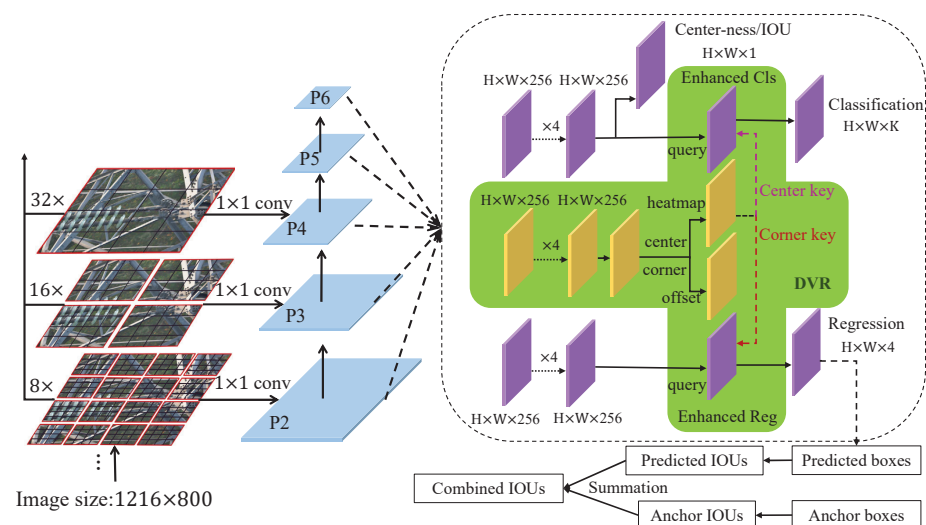 Center-ness/IOU
H×W×1
H×W×256 H×W×256
Enhanced Cls
×4
Classification
H×W×K
query
P6
P5
32×
1×1 conv
P4
Center key
H×W×256 H×W×256
heatmap
×4
center
corner
Corner key
offset
DVR
16×
1×1 conv
P3
Regression
H×W×4
×4
query
H×W×256 H×W×256
Enhanced Reg
8×
1×1 conv
P2
...
Image size:1216×800
Predicted IOUs
Predicted boxes
Combined IOUs
Summation
Anchor IOUs
Anchor boxes